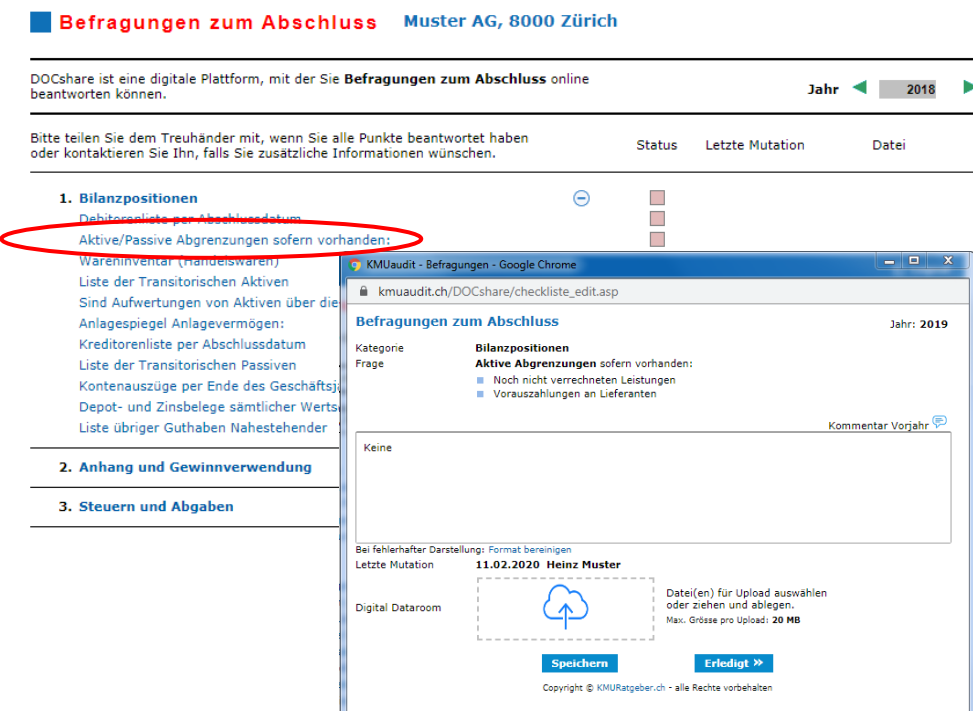 Befragungen zum Abschluss Muster AG, 8000 Zürich
DOCshare ist eine digitale Plattform, mit der Sie Befragungen zum Abschluss online
beantworten können.
Jahr 2018
Bitte teilen Sie dem Treuhänder mit, wenn Sie alle Punkte beantwortet haben
oder kontaktieren Sie Ihn, falls Sie zusätzliche Informationen wünschen.
Status Letzte Mutation Datei
1. Bilanzpositionen
Debitorenliste per Abschlussdatum
Aktive/Passive Abgrenzungen sofern vorhanden:
Wareninventar (Handelswaren)
Liste der Transitorischen Aktiven
Sind Aufwertungen von Aktiven über die
Anlagespiegel Anlagevermögen:
Kreditorenliste per Abschlussdatum
Liste der Transitorischen Passiven
Kontenauszüge per Ende des Geschäftsj
Depot- und Zinsbelege sämtlicher Werts
Liste übriger Guthaben Nahestehender
2. Anhang und Gewinnverwendung
3. Steuern und Abgaben
KMUaudit - Befragungen - Google Chrome
kmuaudit.ch/DOCshare/checkliste_edit.asp
Befragungen zum Abschluss
Jahr: 2019
Kategorie Bilanzpositionen
Frage Aktive Abgrenzungen sofern vorhanden:
Noch nicht verrechneten Leistungen
Vorauszahlungen an Lieferanten
Kommentar Vorjahr
Keine
Bei fehlerhafter Darstellung: Format bereinigen
Letzte Mutation 11.02.2020 Heinz Muster
Digital Dataroom
Datei(en) für Upload auswählen
oder ziehen und ablegen.
Max. Grösse pro Upload: 20 MB
Speichern Erledigt »
Copyright © KMURatgeber.ch - alle Rechte vorbehalten